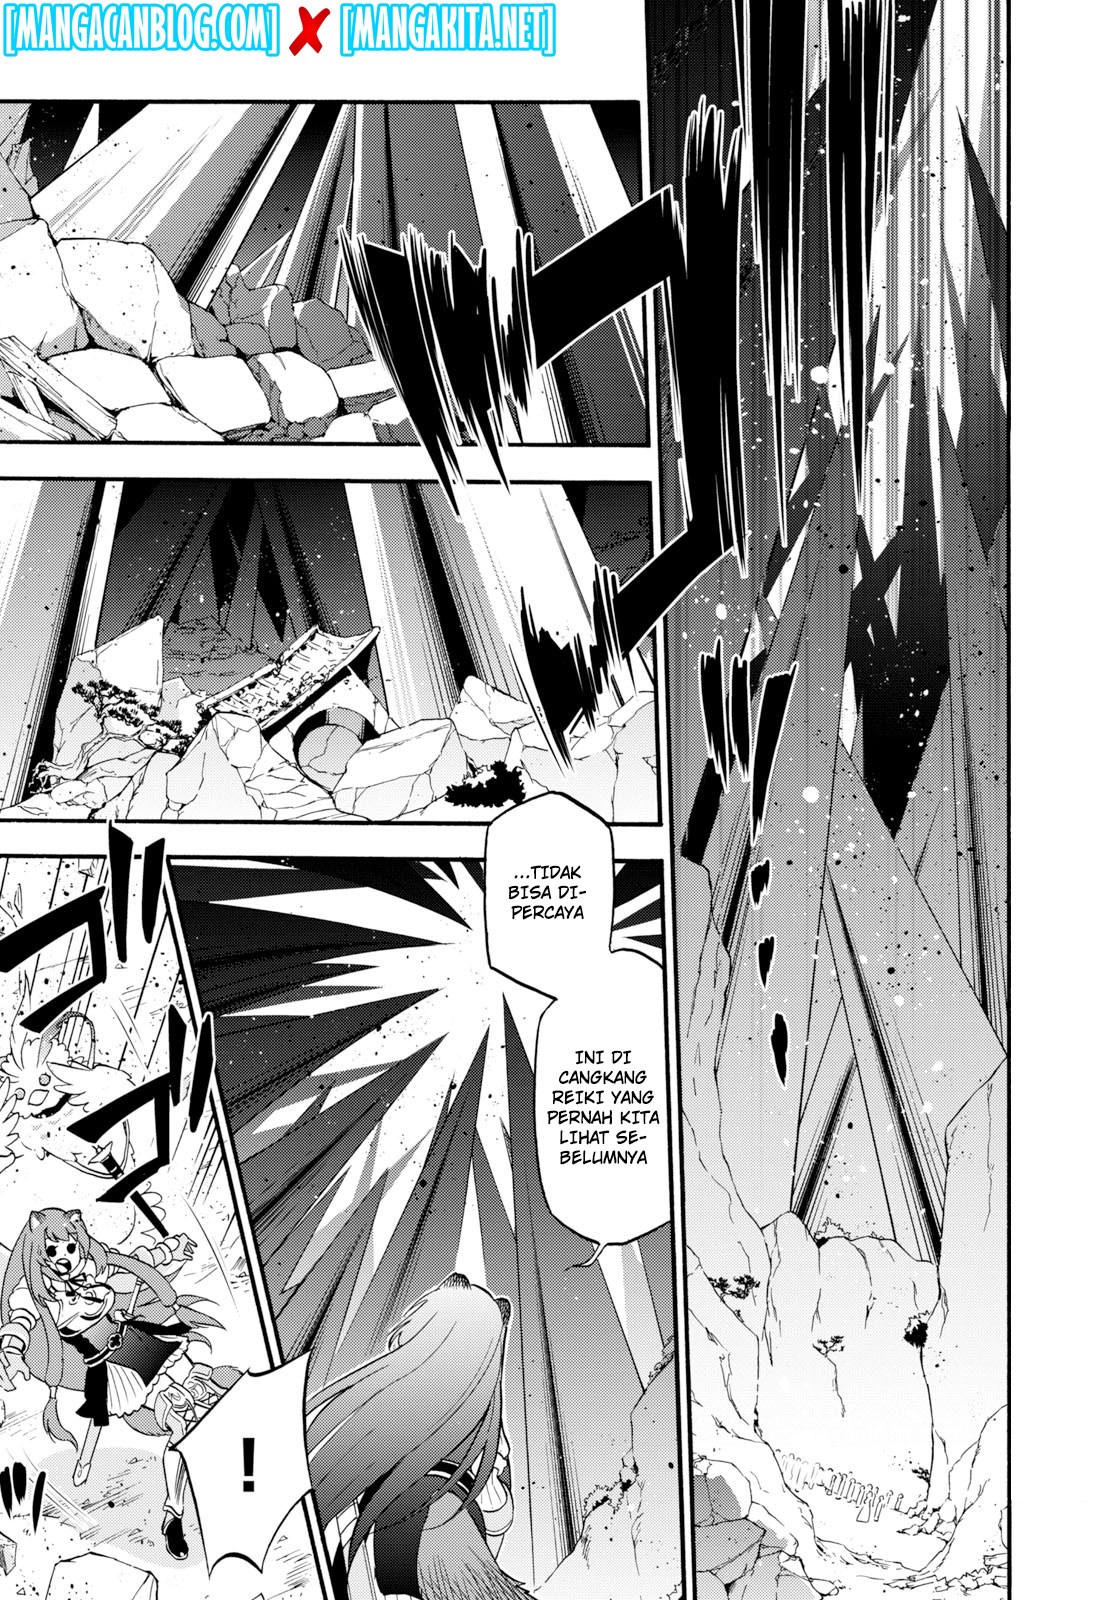 [MANGACANBLOG.COM] X [MANGAKITA.NET]
...TIDAK
BISA DI-
PERCAYA
INI DI
CANGKANG
REIKI YANG
PERNAH KITA
LIHAT SE-
BELUMNYA
!